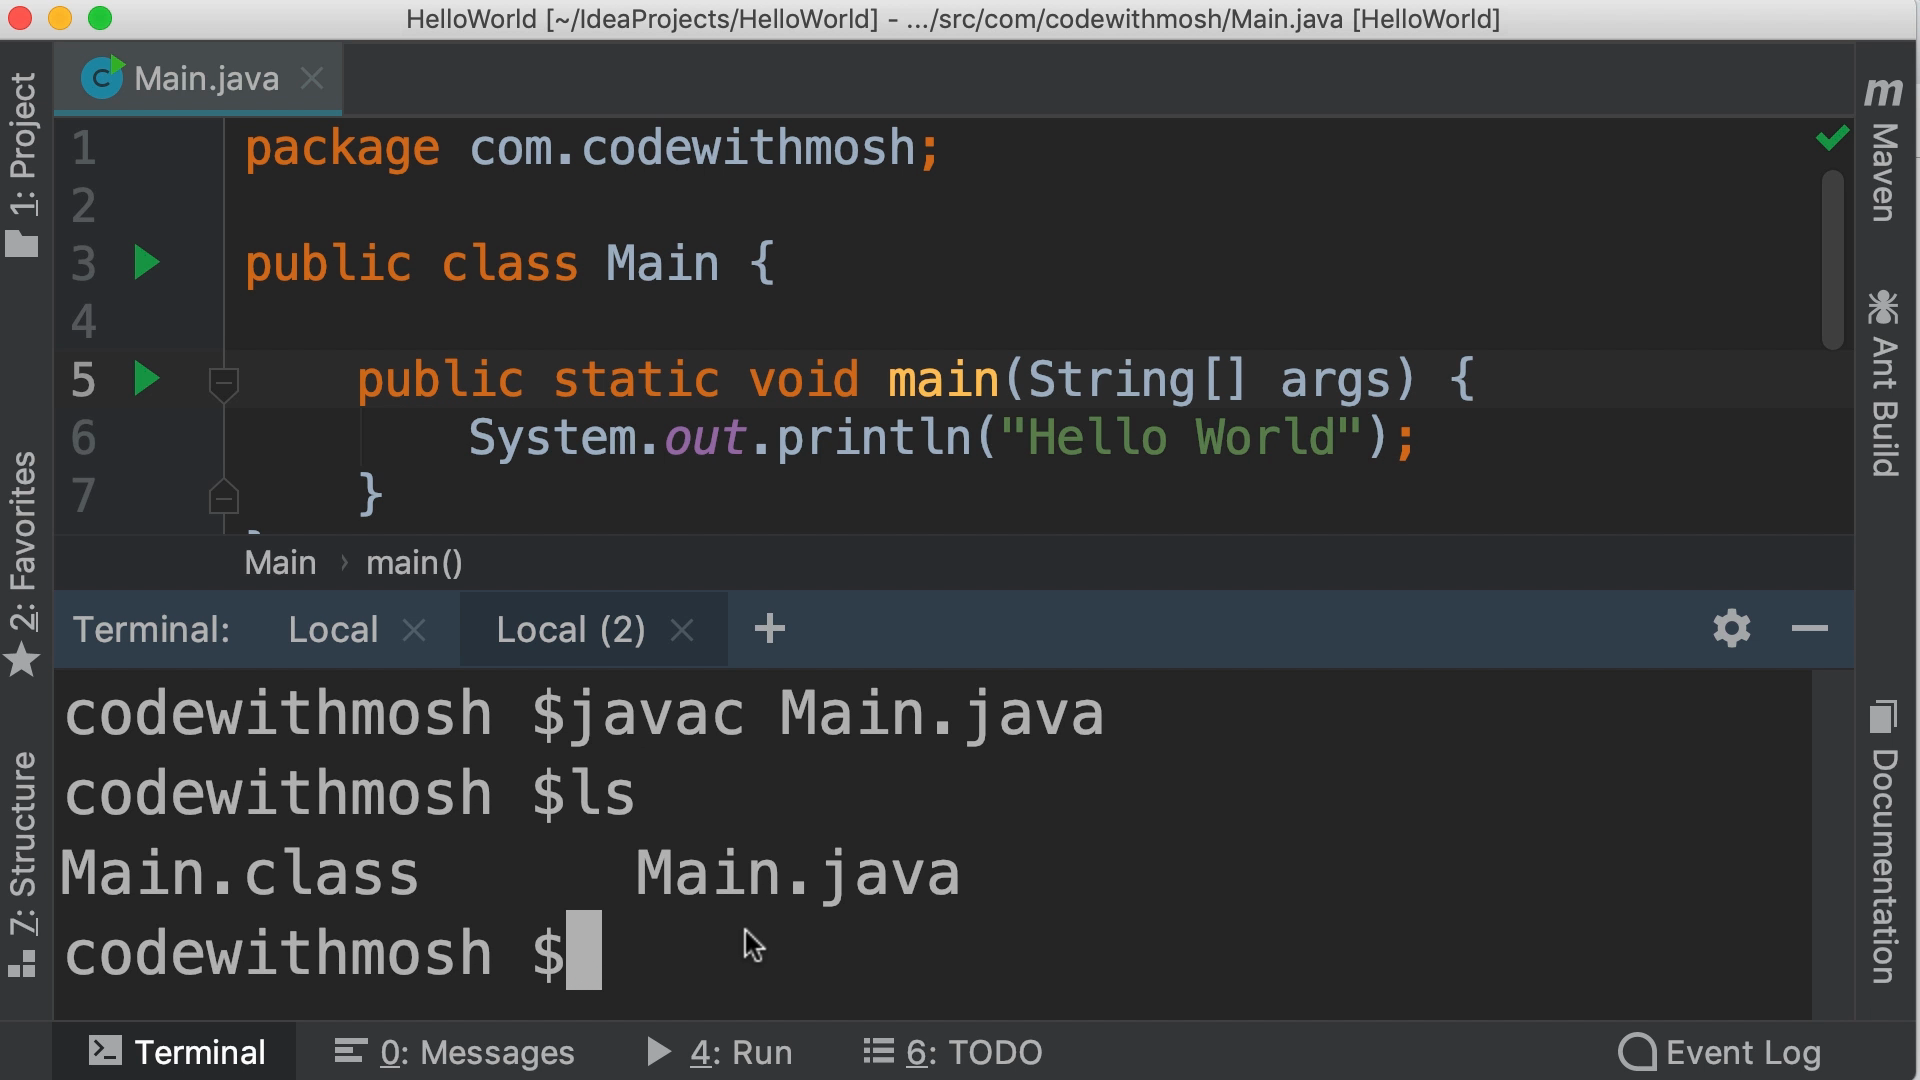 HelloWorld [~/IdeaProjects/HelloWorld] - .../src/com/codewithmosh/Main.java [HelloWorld]
1: Project
2: Favorites
7: Structure
Main.java
1 package com.codewithmosh;
2
3 public class Main {
4
5 public static void main(String[] args) {
6 System.out.println("Hello World");
7 }
Main › main()
Terminal: Local Local (2) +
codewithmosh $javac Main.java
codewithmosh $ls
Main.class Main.java
codewithmosh $
m Maven
Ant Build
Documentation
Terminal 0: Messages 4: Run 6: TODO Event Log